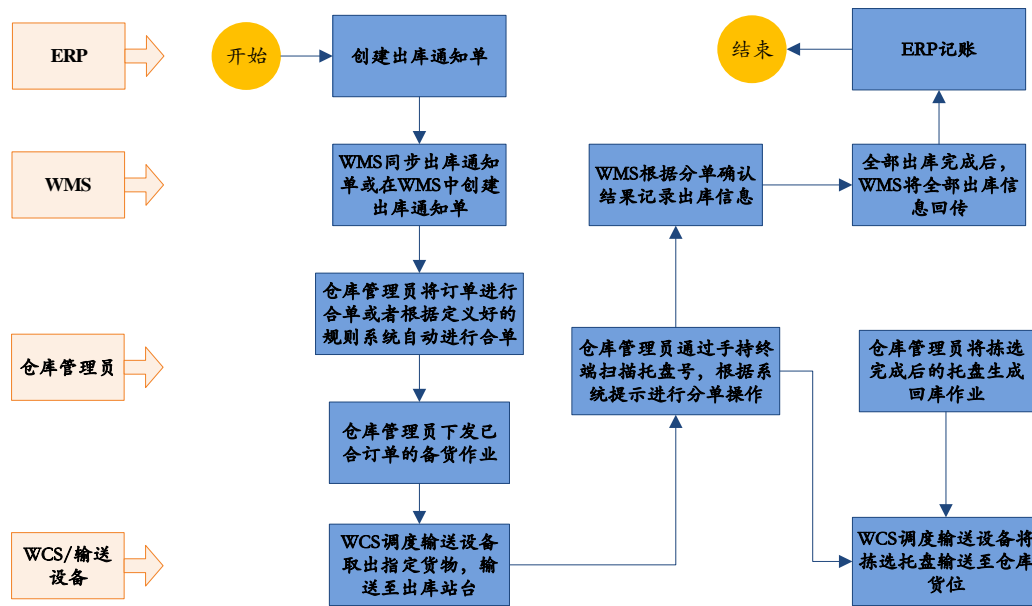 ERP
开始
创建出库通知单
结束
ERP记账
WMS
WMS同步出库通知
单或在WMS中创建
出库通知单
WMS根据分单确认
结果记录出库信息
全部出库完成后，
WMS将全部出库信
息回传
仓库管理员
仓库管理员将订单进行
合单或者根据定义好的
规则系统自动进行合单
仓库管理员通过手持终
端扫描托盘号，根据系
统提示进行分单操作
仓库管理员将拣选
完成后的托盘生成
回库作业
仓库管理员下发已
合订单的备货作业
WCS/输送
设备
WCS调度输送设备
取出指定货物，输
送至出库站台
WCS调度输送设备将
拣选托盘输送至仓库
货位